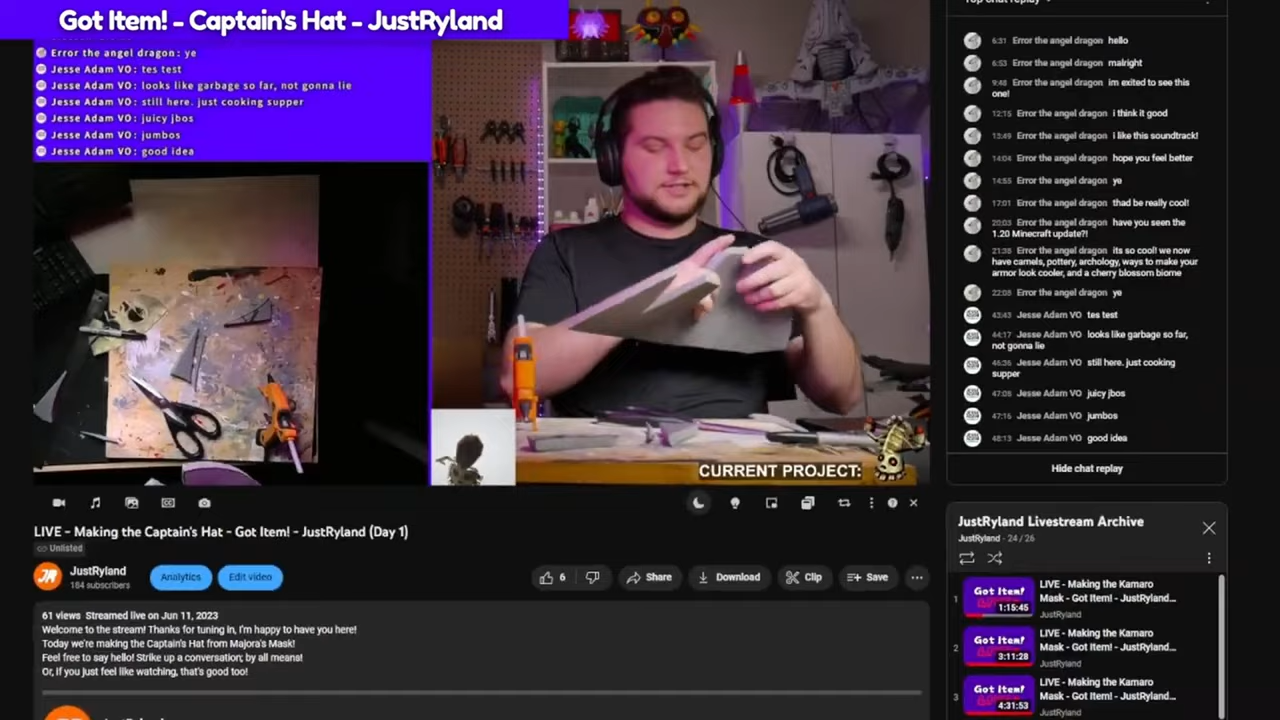 Got Item! - Captain's Hat - JustRyland
Error the angel dragon: ye
Jesse Adam VO: tes test
Jesse Adam VO: looks like garbage so far, not gonna lie
Jesse Adam VO: still here. just cooking supper
Jesse Adam VO: juicy jbos
Jesse Adam VO: jumbos
Jesse Adam VO: good idea
CURRENT PROJECT:
LIVE - Making the Captain's Hat - Got Item! - JustRyland (Day 1)
Unlisted
JR
JustRyland
184 subscribers
Analytics
Edit video
6
Share
Download
Clip
Save
61 views Streamed live on Jun 11, 2023
Welcome to the stream! Thanks for tuning in, I'm happy to have you here!
Today we're making the Captain's Hat from Majora's Mask!
Feel free to say hello! Strike up a conversation; by all means!
Or, if you just feel like watching, that's good too!
Top chat replay
6:31 Error the angel dragon hello
6:53 Error the angel dragon malright
9:48 Error the angel dragon im exited to see this
one!
12:15 Error the angel dragon i think it good
13:49 Error the angel dragon i like this soundtrack!
14:04 Error the angel dragon hope you feel better
14:55 Error the angel dragon ye
17:01 Error the angel dragon thad be really cool!
20:03 Error the angel dragon have you seen the
1.20 Minecraft update?!
21:35 Error the angel dragon its so cool! we now
have camels, pottery, archology, ways to make your
armor look cooler, and a cherry blossom biome
22:05 Error the angel dragon ye
43:43 Jesse Adam VO tes test
44:17 Jesse Adam VO looks like garbage so far,
not gonna lie
46:36 Jesse Adam VO still here. just cooking
supper
47:05 Jesse Adam VO juicy jbos
47:16 Jesse Adam VO jumbos
48:13 Jesse Adam VO good idea
Hide chat replay
JustRyland Livestream Archive
JustRyland - 24 / 26
1
Got Item!
1:15:45
LIVE - Making the Kamaro
Mask - Got Item! - JustRyland...
JustRyland
2
Got Item!
3:11:28
LIVE - Making the Kamaro
Mask - Got Item! - JustRyland...
JustRyland
3
Got Item!
4:31:53
LIVE - Making the Kamaro
Mask - Got Item! - JustRyland...
JustRyland